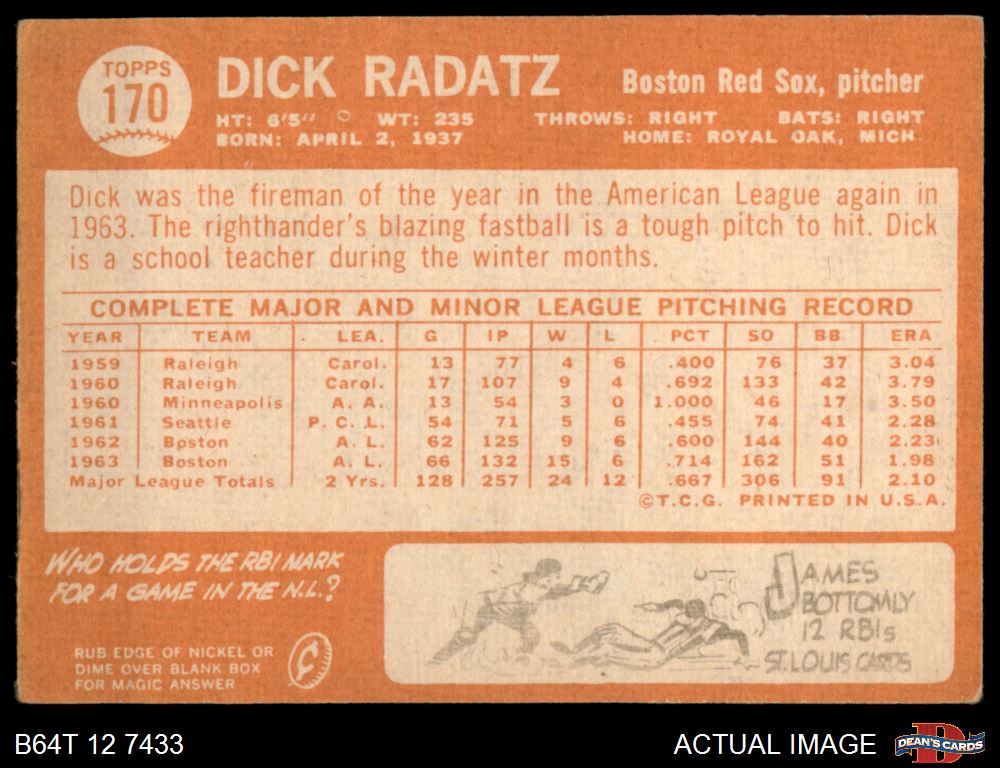 TOPPS
170
DICK RADATZ
Boston Red Sox, pitcher
HT: 6'5" WT: 235 THROWS: RIGHT BATS: RIGHT
BORN: APRIL 2, 1937 HOME: ROYAL OAK, MICH.
Dick was the fireman of the year in the American League again in
1963. The righthander's blazing fastball is a tough pitch to hit. Dick
is a school teacher during the winter months.
COMPLETE MAJOR AND MINOR LEAGUE PITCHING RECORD
YEAR TEAM LEA. G IP W L PCT SO BB ERA
1959 Raleigh Carol. 13 77 4 6 .400 76 37 3.04
1960 Raleigh Carol. 17 107 9 4 .692 133 42 3.79
1960 Minneapolis A. A. 13 54 3 0 1.000 46 17 3.50
1961 Seattle P. C. L. 54 71 5 6 .455 74 41 2.28
1962 Boston A. L. 62 125 9 6 .600 144 40 2.23
1963 Boston A. L. 66 132 15 6 .714 162 51 1.98
Major League Totals 2 Yrs. 128 257 24 12 .667 306 91 2.10
©T.C.G. PRINTED IN U.S.A.
WHO HOLDS THE RBI MARK
FOR A GAME IN THE N.L.?
RUB EDGE OF NICKEL OR
DIME OVER BLANK BOX
FOR MAGIC ANSWER
JAMES
BOTTOMLY
12 RBIs
ST. LOUIS CARDS
B64T 12 7433
ACTUAL IMAGE
D
DEAN'S CARDS